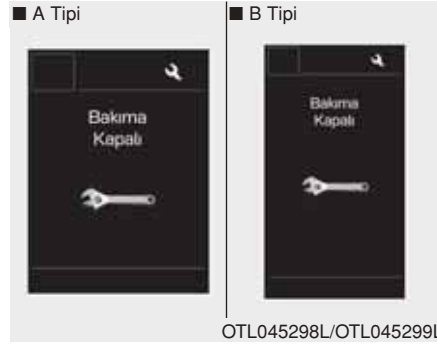 ■ A Tipi
Bakıma
Kapalı
■ B Tipi
Bakıma
Kapalı
OTL045298L/OTL045299L